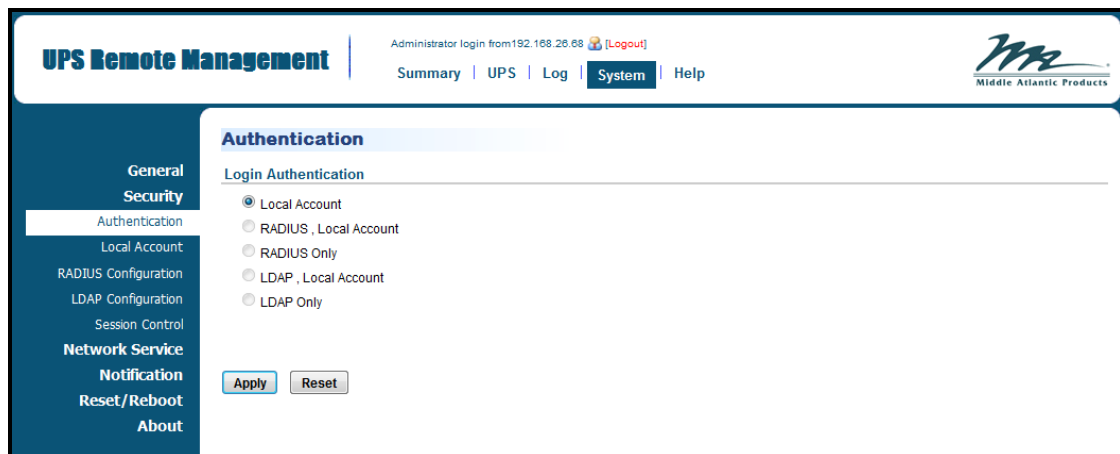 UPS Remote Management
Administrator login from192.168.26.68 [Logout]
Summary | UPS | Log | System | Help
Middle Atlantic Products
General
Security
Authentication
Local Account
RADIUS Configuration
LDAP Configuration
Session Control
Network Service
Notification
Reset/Reboot
About
Authentication
Login Authentication
Local Account
RADIUS , Local Account
RADIUS Only
LDAP , Local Account
LDAP Only
Apply Reset